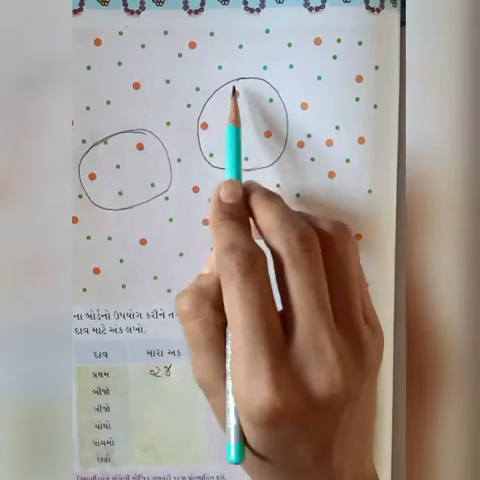 ના બોર્ડનો ઉપયોગ કરીને ત
દાવ માટે અંક લખો.
દાવ મારા અંક
પ્રથમ ૨૪
બીજો
ત્રીજો
ચોથો
પાંચમો
છઠ્ઠો